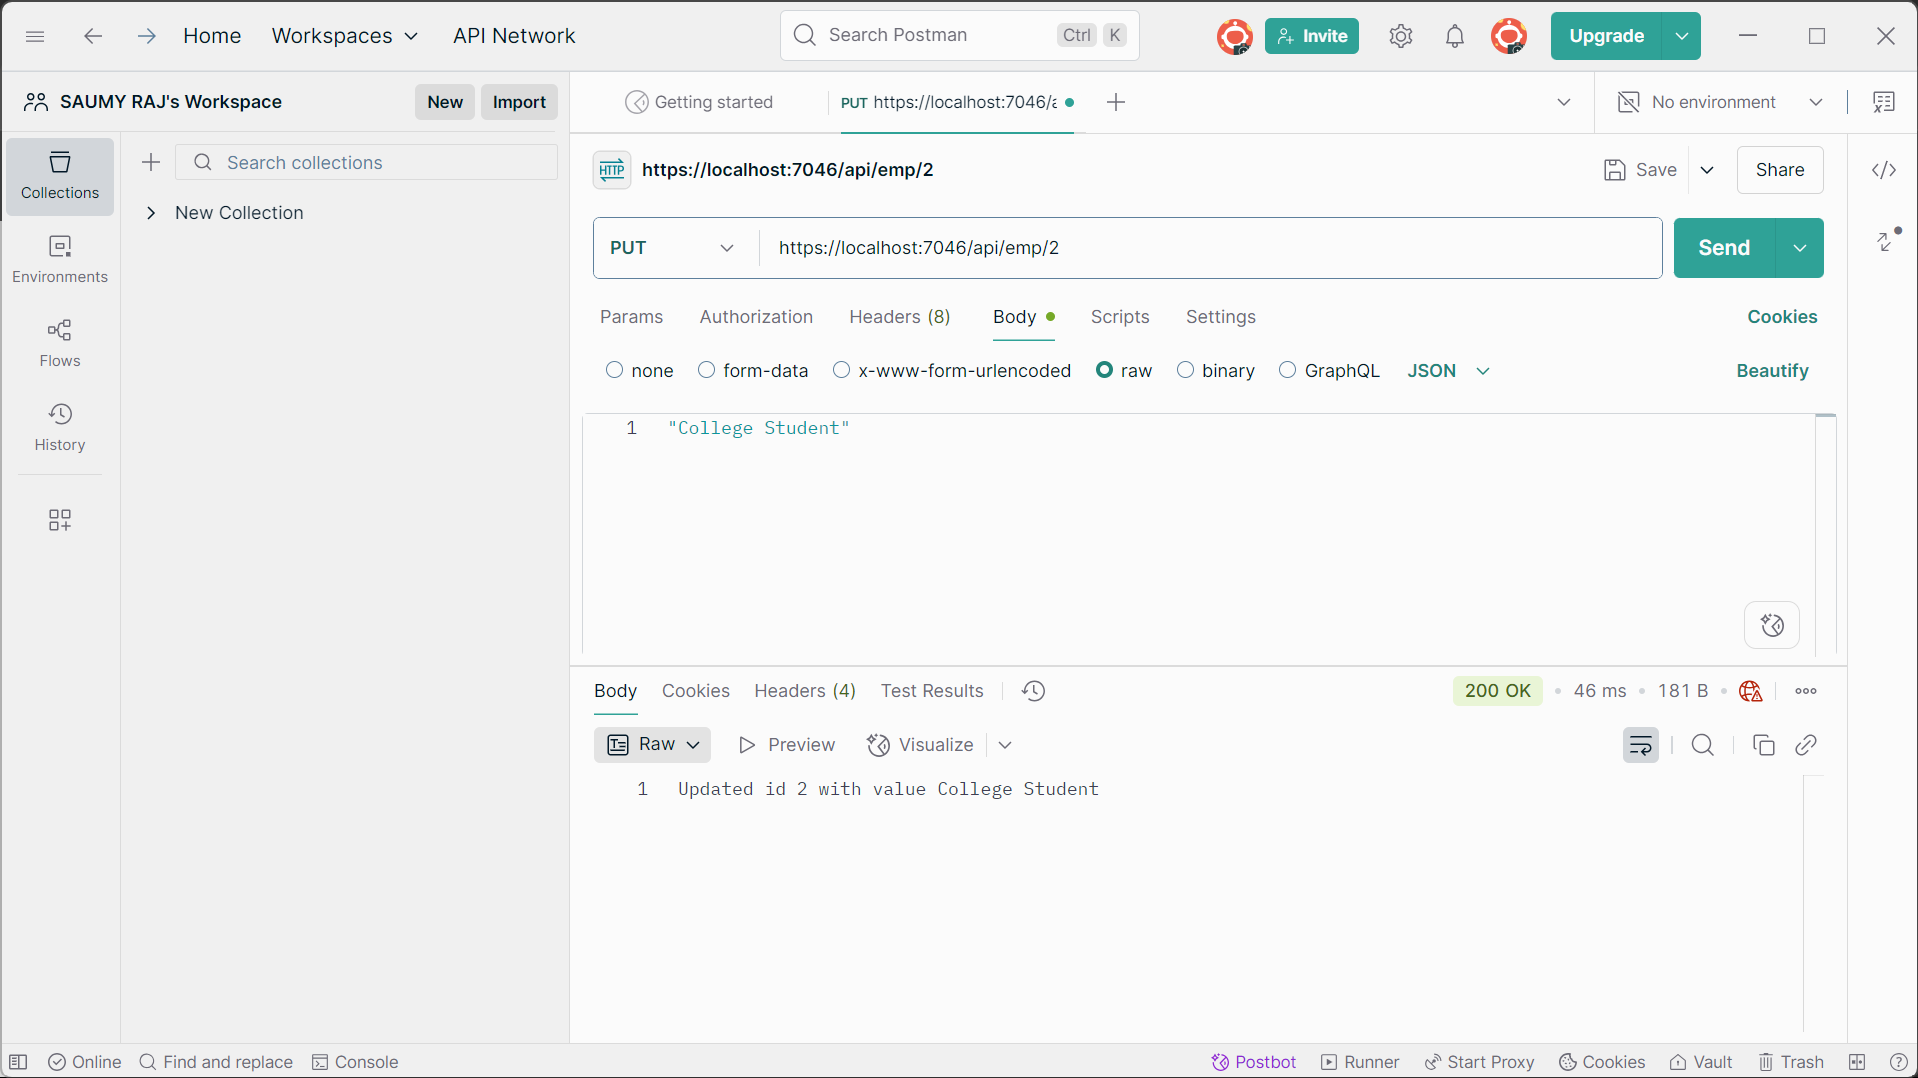 Home Workspaces API Network Search Postman Ctrl K Invite Upgrade
SAUMY RAJ's Workspace New Import Getting started PUT https://localhost:7046/a No environment
Collections
Search collections
New Collection
Environments
Flows
History
HTTP https://localhost:7046/api/emp/2 Save Share
PUT https://localhost:7046/api/emp/2 Send
Params Authorization Headers (8) Body Scripts Settings Cookies
none form-data x-www-form-urlencoded raw binary GraphQL JSON Beautify
1 "College Student"
Body Cookies Headers (4) Test Results 200 OK 46 ms 181 B
Raw Preview Visualize
1 Updated id 2 with value College Student
Online Find and replace Console Postbot Runner Start Proxy Cookies Vault Trash